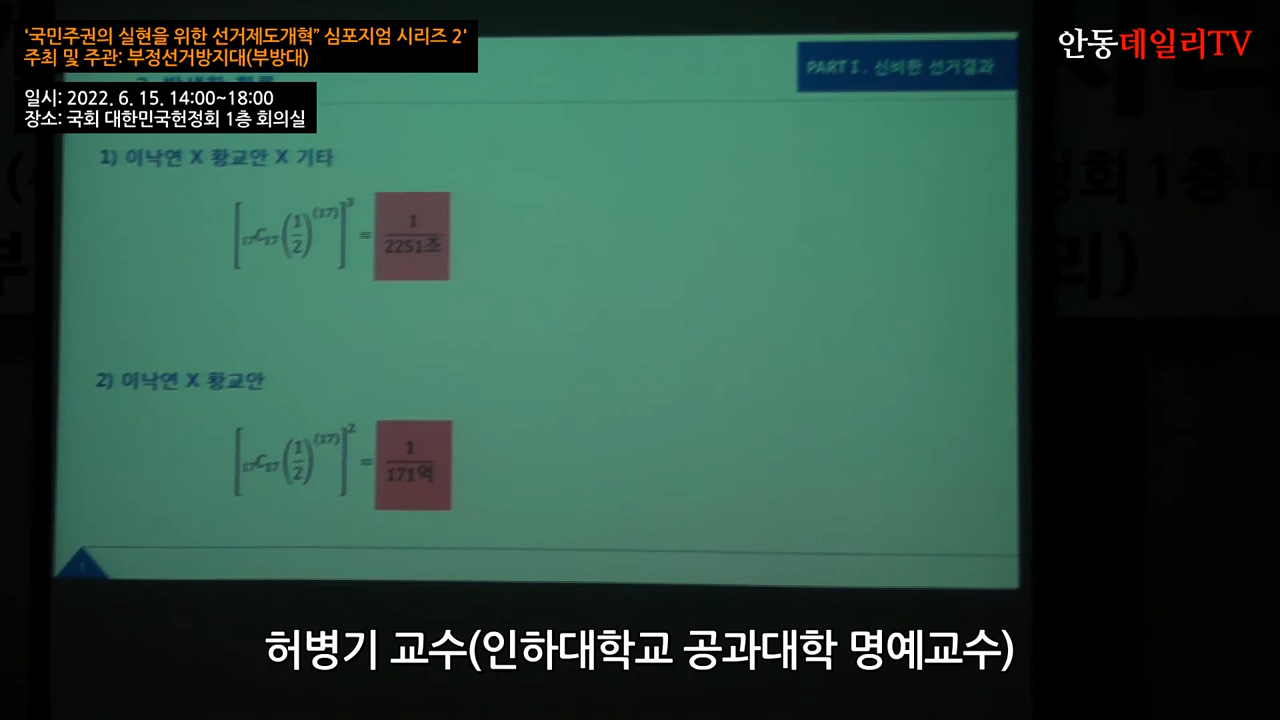 '국민주권의 실현을 위한 선거제도개혁” 심포지엄 시리즈 2'
주최 및 주관: 부정선거방지대(부방대)
일시: 2022. 6. 15. 14:00~18:00
장소: 국회 대한민국헌정회 1층 회의실
안동데일리TV
PART I . 신비한 선거결과
1) 이낙연 X 황교안 X 기타
[₁₇C₁₇(1/2)⁽¹⁷⁾]³ = 1/2251조
2) 이낙연 X 황교안
[₁₇C₁₇(1/2)⁽¹⁷⁾]² = 1/171억
정회 1층 대
부
리)
허병기 교수(인하대학교 공과대학 명예교수)